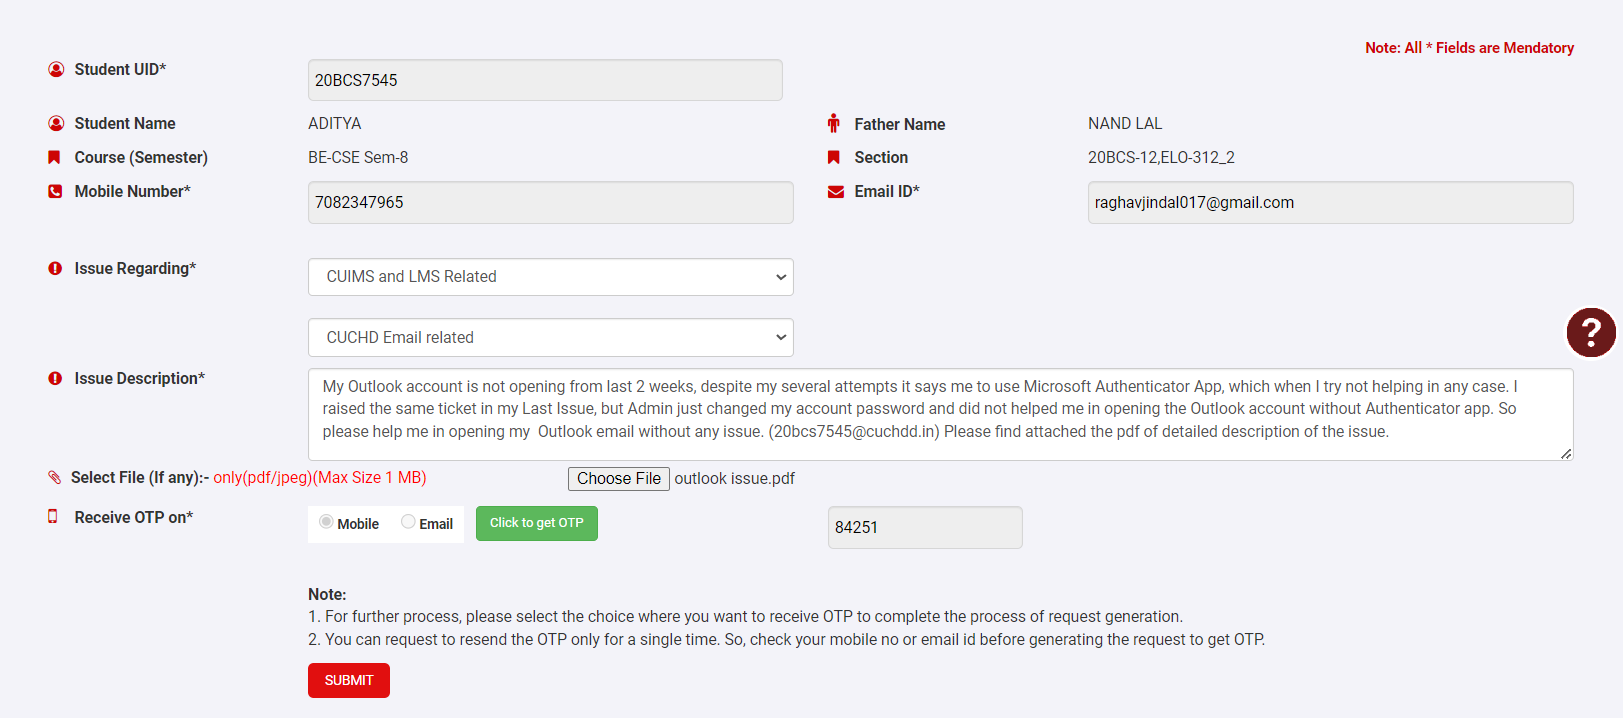 Note: All * Fields are Mendatory
Student UID*
20BCS7545
Student Name
ADITYA
Father Name
NAND LAL
Course (Semester)
BE-CSE Sem-8
Section
20BCS-12,ELO-312_2
Mobile Number*
7082347965
Email ID*
raghavjindal017@gmail.com
Issue Regarding*
CUIMS and LMS Related
CUCHD Email related
?
Issue Description*
My Outlook account is not opening from last 2 weeks, despite my several attempts it says me to use Microsoft Authenticator App, which when I try not helping in any case. I
raised the same ticket in my Last Issue, but Admin just changed my account password and did not helped me in opening the Outlook account without Authenticator app. So
please help me in opening my  Outlook email without any issue. (20bcs7545@cuchdd.in) Please find attached the pdf of detailed description of the issue.
Select File (If any):- only(pdf/jpeg)(Max Size 1 MB)
Choose File outlook issue.pdf
Receive OTP on*
Mobile
Email
Click to get OTP
84251
Note:
1. For further process, please select the choice where you want to receive OTP to complete the process of request generation.
2. You can request to resend the OTP only for a single time. So, check your mobile no or email id before generating the request to get OTP.
SUBMIT